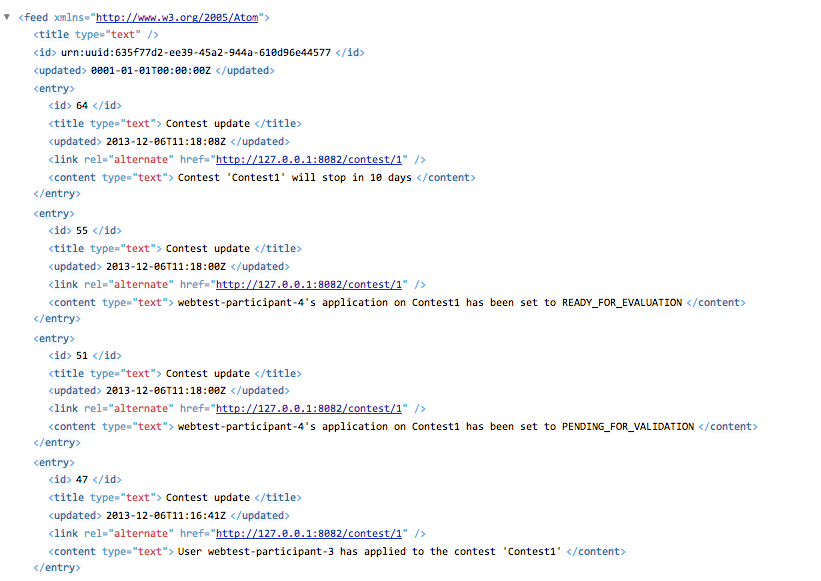 ▼ <feed xmlns="http://www.w3.org/2005/Atom">
<title type="text" />
<id> urn:uuid:635f77d2-ee39-45a2-944a-610d96e44577 </id>
<updated> 0001-01-01T00:00:00Z </updated>
<entry>
<id> 64 </id>
<title type="text"> Contest update </title>
<updated> 2013-12-06T11:18:08Z </updated>
<link rel="alternate" href="http://127.0.0.1:8082/contest/1" />
<content type="text"> Contest 'Contest1' will stop in 10 days </content>
</entry>
<entry>
<id> 55 </id>
<title type="text"> Contest update </title>
<updated> 2013-12-06T11:18:00Z </updated>
<link rel="alternate" href="http://127.0.0.1:8082/contest/1" />
<content type="text"> webtest-participant-4's application on Contest1 has been set to READY_FOR_EVALUATION </content>
</entry>
<entry>
<id> 51 </id>
<title type="text"> Contest update </title>
<updated> 2013-12-06T11:18:00Z </updated>
<link rel="alternate" href="http://127.0.0.1:8082/contest/1" />
<content type="text"> webtest-participant-4's application on Contest1 has been set to PENDING_FOR_VALIDATION </content>
</entry>
<entry>
<id> 47 </id>
<title type="text"> Contest update </title>
<updated> 2013-12-06T11:16:41Z </updated>
<link rel="alternate" href="http://127.0.0.1:8082/contest/1" />
<content type="text"> User webtest-participant-3 has applied to the contest 'Contest1' </content>
</entry>